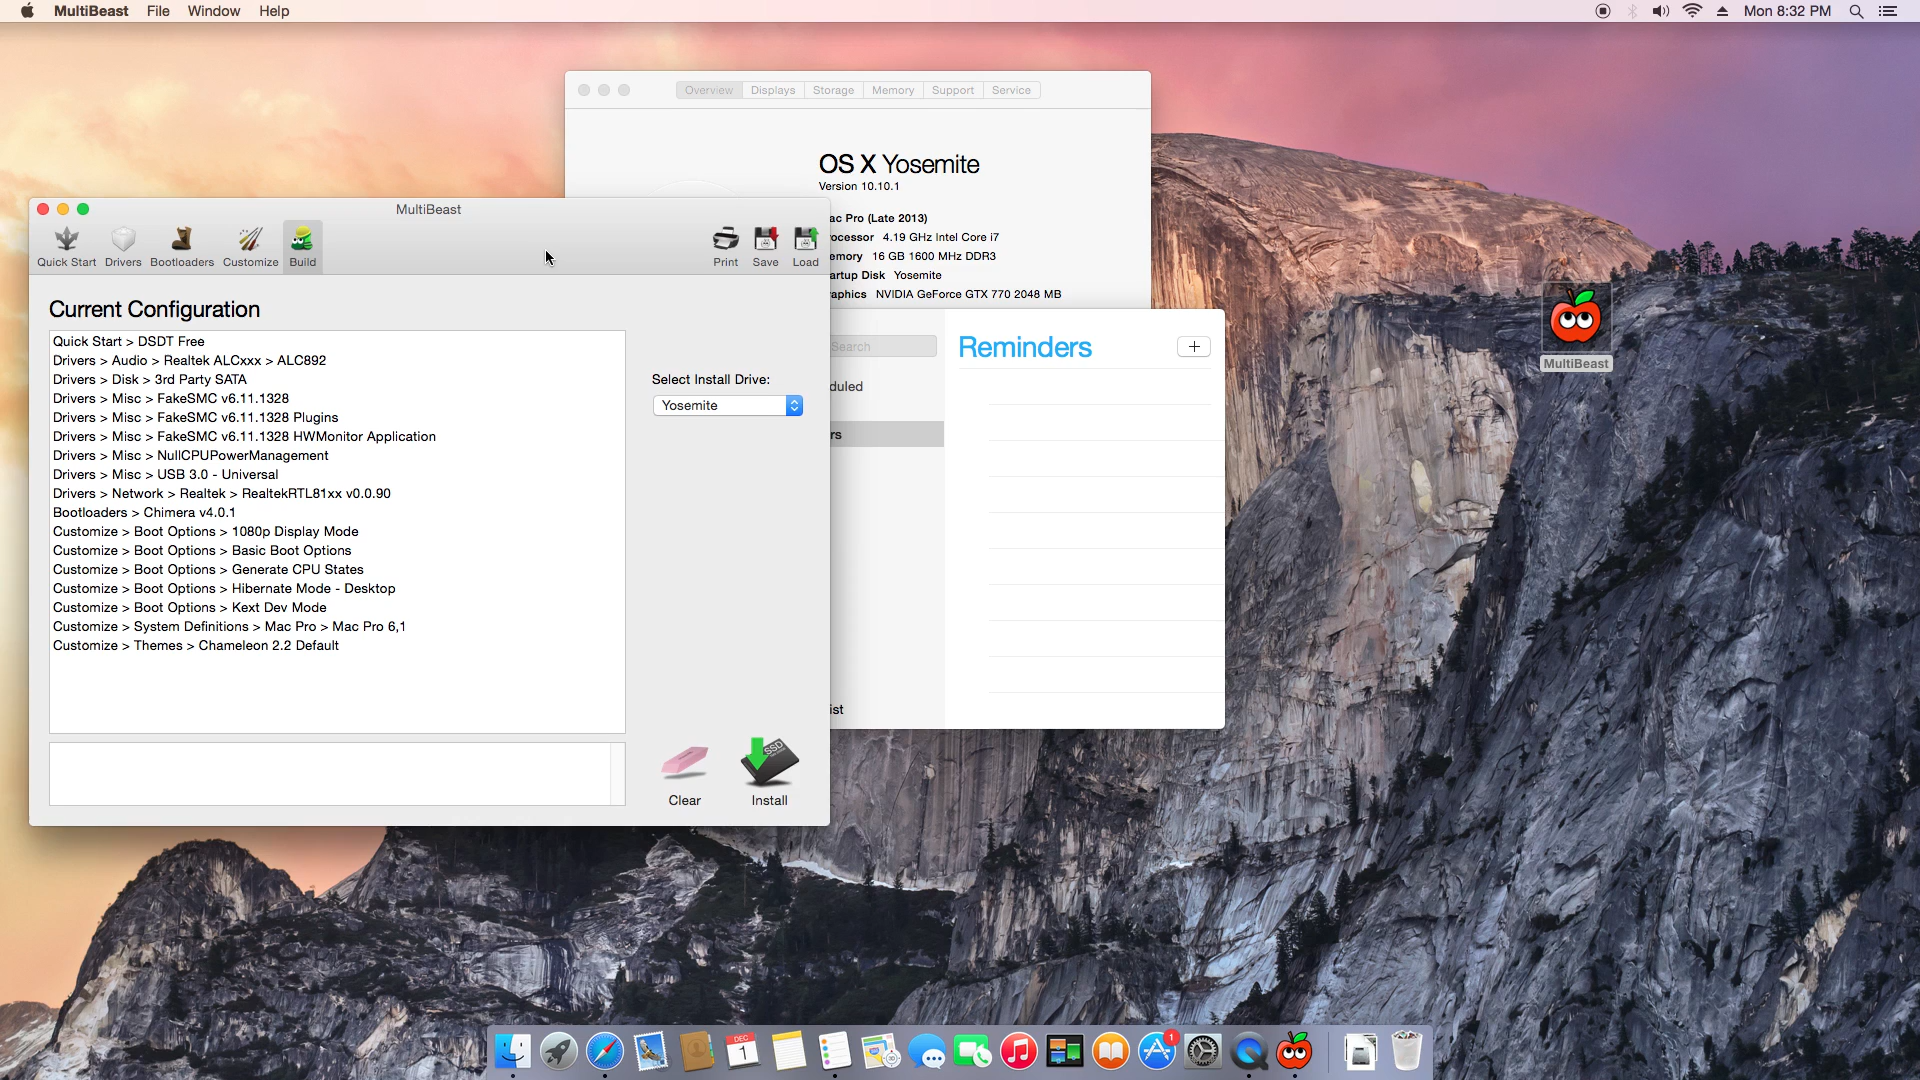 MultiBeast File Window Help
Mon 8:32 PM
Overview Displays Storage Memory Support Service
OS X Yosemite
Version 10.10.1
ac Pro (Late 2013)
ocessor 4.19 GHz Intel Core i7
emory 16 GB 1600 MHz DDR3
artup Disk Yosemite
aphics NVIDIA GeForce GTX 770 2048 MB
MultiBeast
Quick Start Drivers Bootloaders Customize Build Print Save Load
Current Configuration
Quick Start > DSDT Free
Drivers > Audio > Realtek ALCxxx > ALC892
Drivers > Disk > 3rd Party SATA
Drivers > Misc > FakeSMC v6.11.1328
Drivers > Misc > FakeSMC v6.11.1328 Plugins
Drivers > Misc > FakeSMC v6.11.1328 HWMonitor Application
Drivers > Misc > NullCPUPowerManagement
Drivers > Misc > USB 3.0 - Universal
Drivers > Network > Realtek > RealtekRTL81xx v0.0.90
Bootloaders > Chimera v4.0.1
Customize > Boot Options > 1080p Display Mode
Customize > Boot Options > Basic Boot Options
Customize > Boot Options > Generate CPU States
Customize > Boot Options > Hibernate Mode - Desktop
Customize > Boot Options > Kext Dev Mode
Customize > System Definitions > Mac Pro > Mac Pro 6,1
Customize > Themes > Chameleon 2.2 Default
Select Install Drive:
Yosemite
SSD
Clear Install
Search
duled
rs
ist
Reminders
+
MultiBeast
DEC
1
1